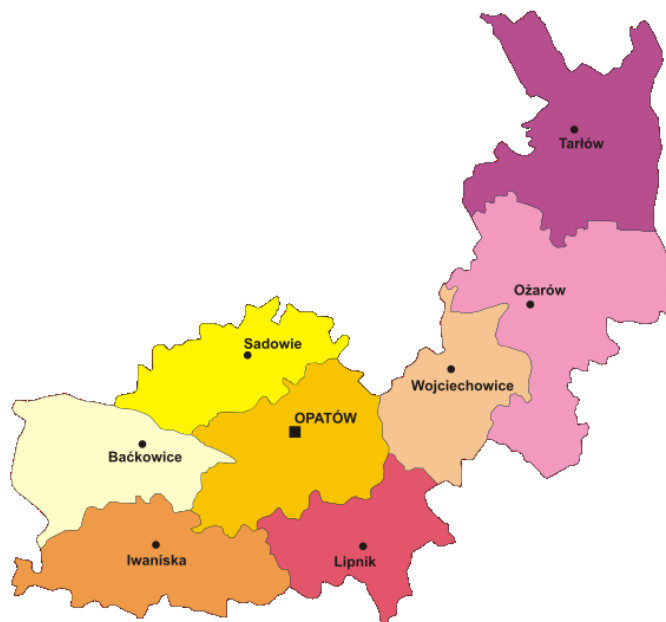 Tarłów
Ożarów
Sadowie
Wojciechowice
OPATÓW
Baćkowice
Iwaniska
Lipnik